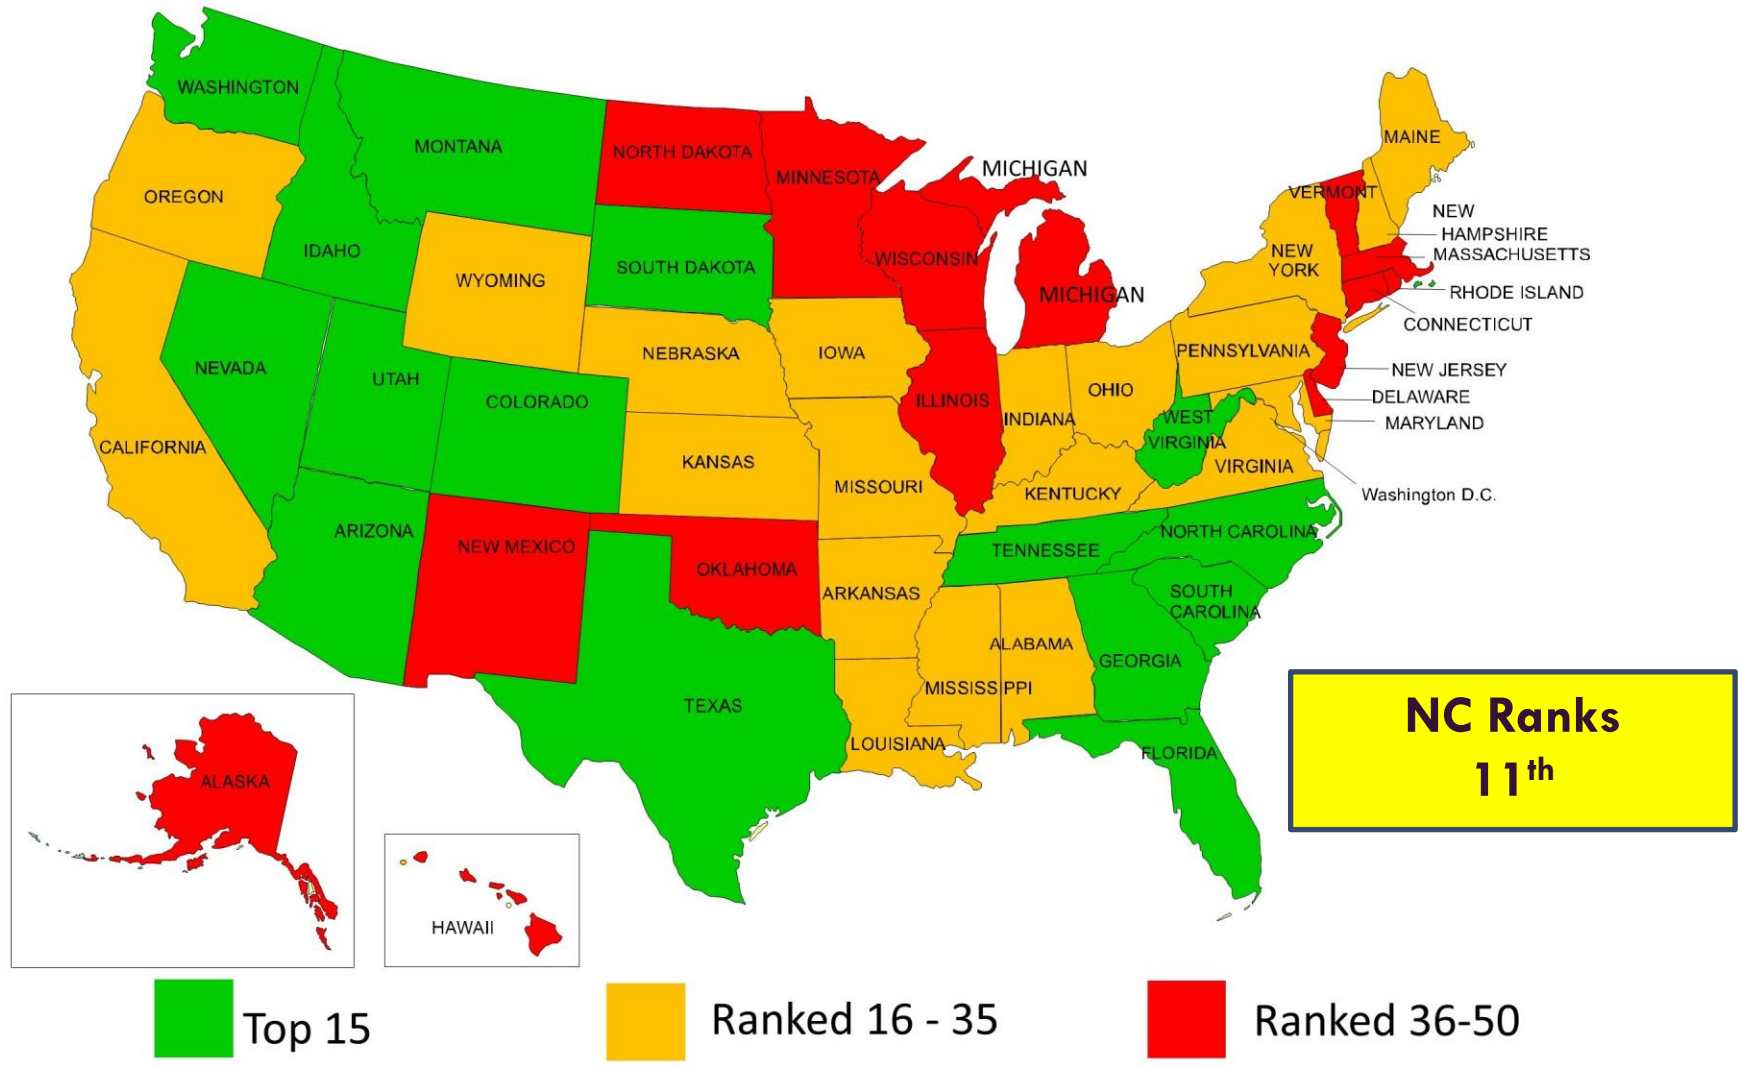 WASHINGTON
MONTANA
NORTH DAKOTA
MINNESOTA
MICHIGAN
MAINE
OREGON
IDAHO
WYOMING
SOUTH DAKOTA
WISCONSIN
MICHIGAN
VERMONT
NEW
YORK
NEW
HAMPSHIRE
MASSACHUSETTS
RHODE ISLAND
CONNECTICUT
NEW JERSEY
DELAWARE
MARYLAND
Washington D.C.
NEVADA
UTAH
COLORADO
NEBRASKA
IOWA
ILLINOIS
INDIANA
OHIO
PENNSYLVANIA
CALIFORNIA
KANSAS
MISSOURI
KENTUCKY
WEST
VIRGINIA
VIRGINIA
ARIZONA
NEW MEXICO
OKLAHOMA
ARKANSAS
TENNESSEE
NORTH CAROLINA
SOUTH
CAROLINA
TEXAS
LOUISIANA
MISSISS PPI
ALABAMA
GEORGIA
FLORIDA
ALASKA
HAWAII
NC Ranks
11th
Top 15
Ranked 16 - 35
Ranked 36-50